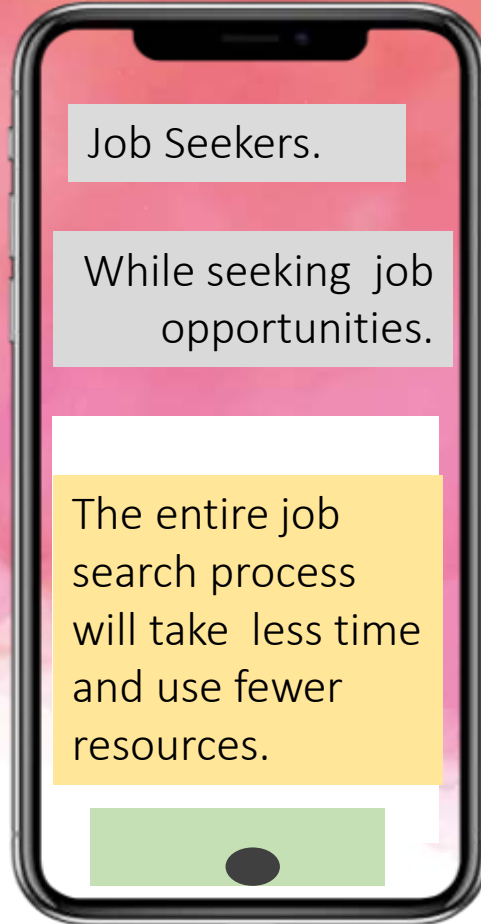 Job Seekers.
While seeking  job
opportunities.
The entire job
search process
will take  less time
and use fewer
resources.